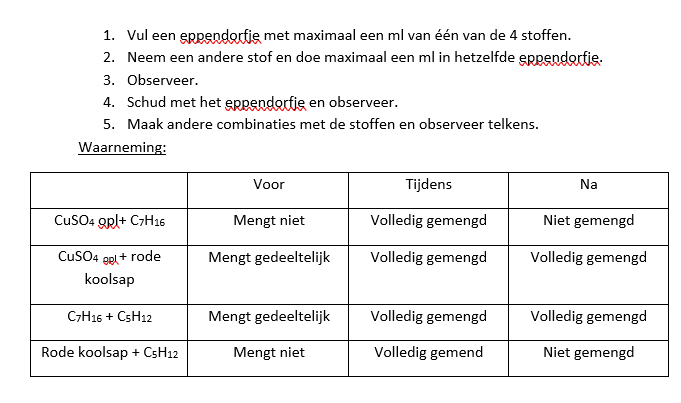 1. Vul een eppendorfje met maximaal een ml van één van de 4 stoffen.
2. Neem een andere stof en doe maximaal een ml in hetzelfde eppendorfje.
3. Observeer.
4. Schud met het eppendorfje en observeer.
5. Maak andere combinaties met de stoffen en observeer telkens.
Waarneming:
Voor Tijdens Na
CuSO4 opl+ C7H16 Mengt niet Volledig gemengd Niet gemengd
CuSO4 opl + rode Mengt gedeeltelijk Volledig gemengd Volledig gemengd
koolsap
C7H16 + C5H12 Mengt gedeeltelijk Volledig gemengd Volledig gemengd
Rode koolsap + C5H12 Mengt niet Volledig gemend Niet gemengd